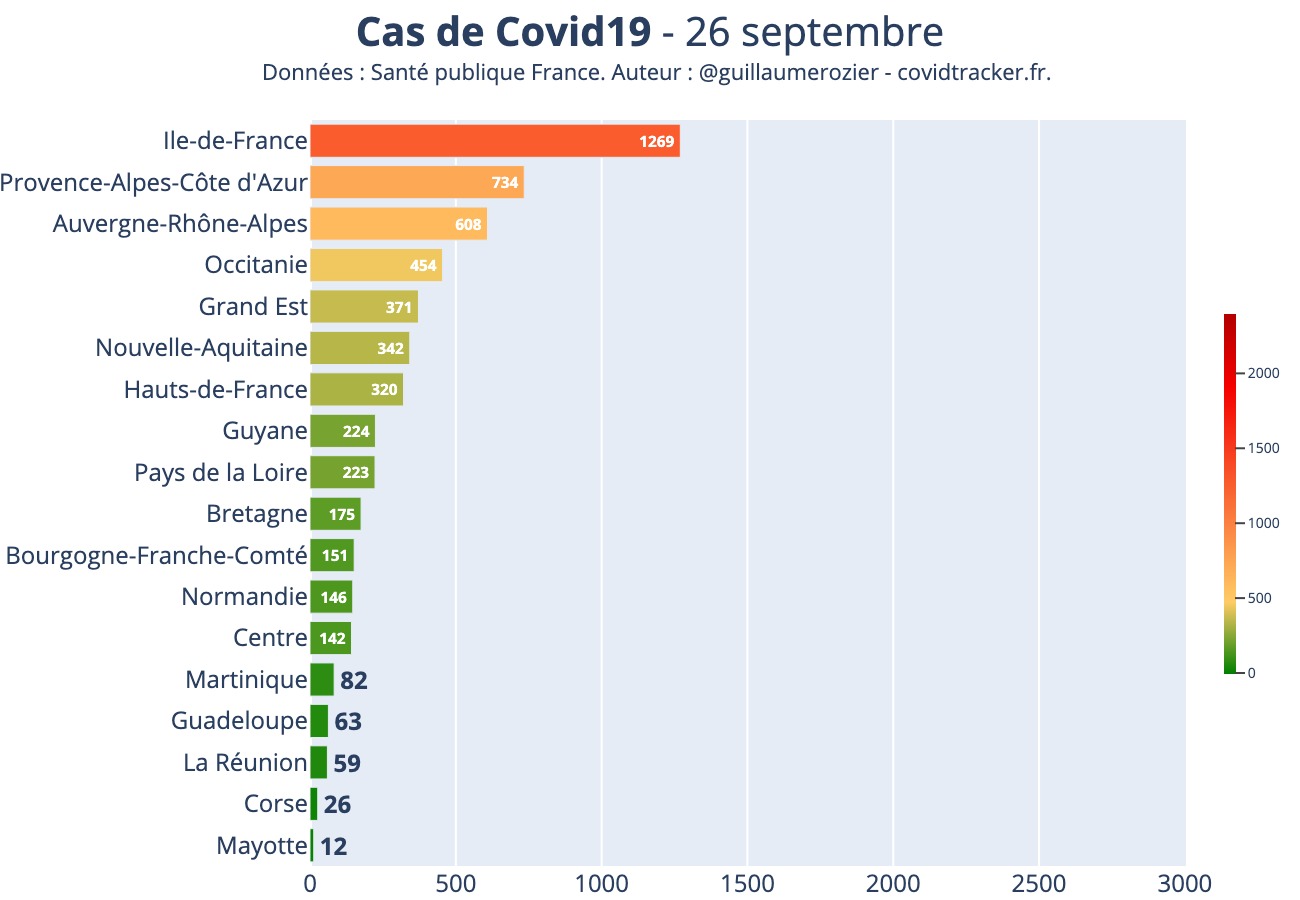 Cas de Covid19 - 26 septembre
Données : Santé publique France. Auteur : @guillaumerozier - covidtracker.fr.
Ile-de-France 1269
Provence-Alpes-Côte d'Azur 734
Auvergne-Rhône-Alpes 608
Occitanie 454
Grand Est 371
Nouvelle-Aquitaine 342
Hauts-de-France 320
Guyane 224
Pays de la Loire 223
Bretagne 175
Bourgogne-Franche-Comté 151
Normandie 146
Centre 142
Martinique 82
Guadeloupe 63
La Réunion 59
Corse 26
Mayotte 12
0 500 1000 1500 2000 2500 3000
2000
1500
1000
500
0